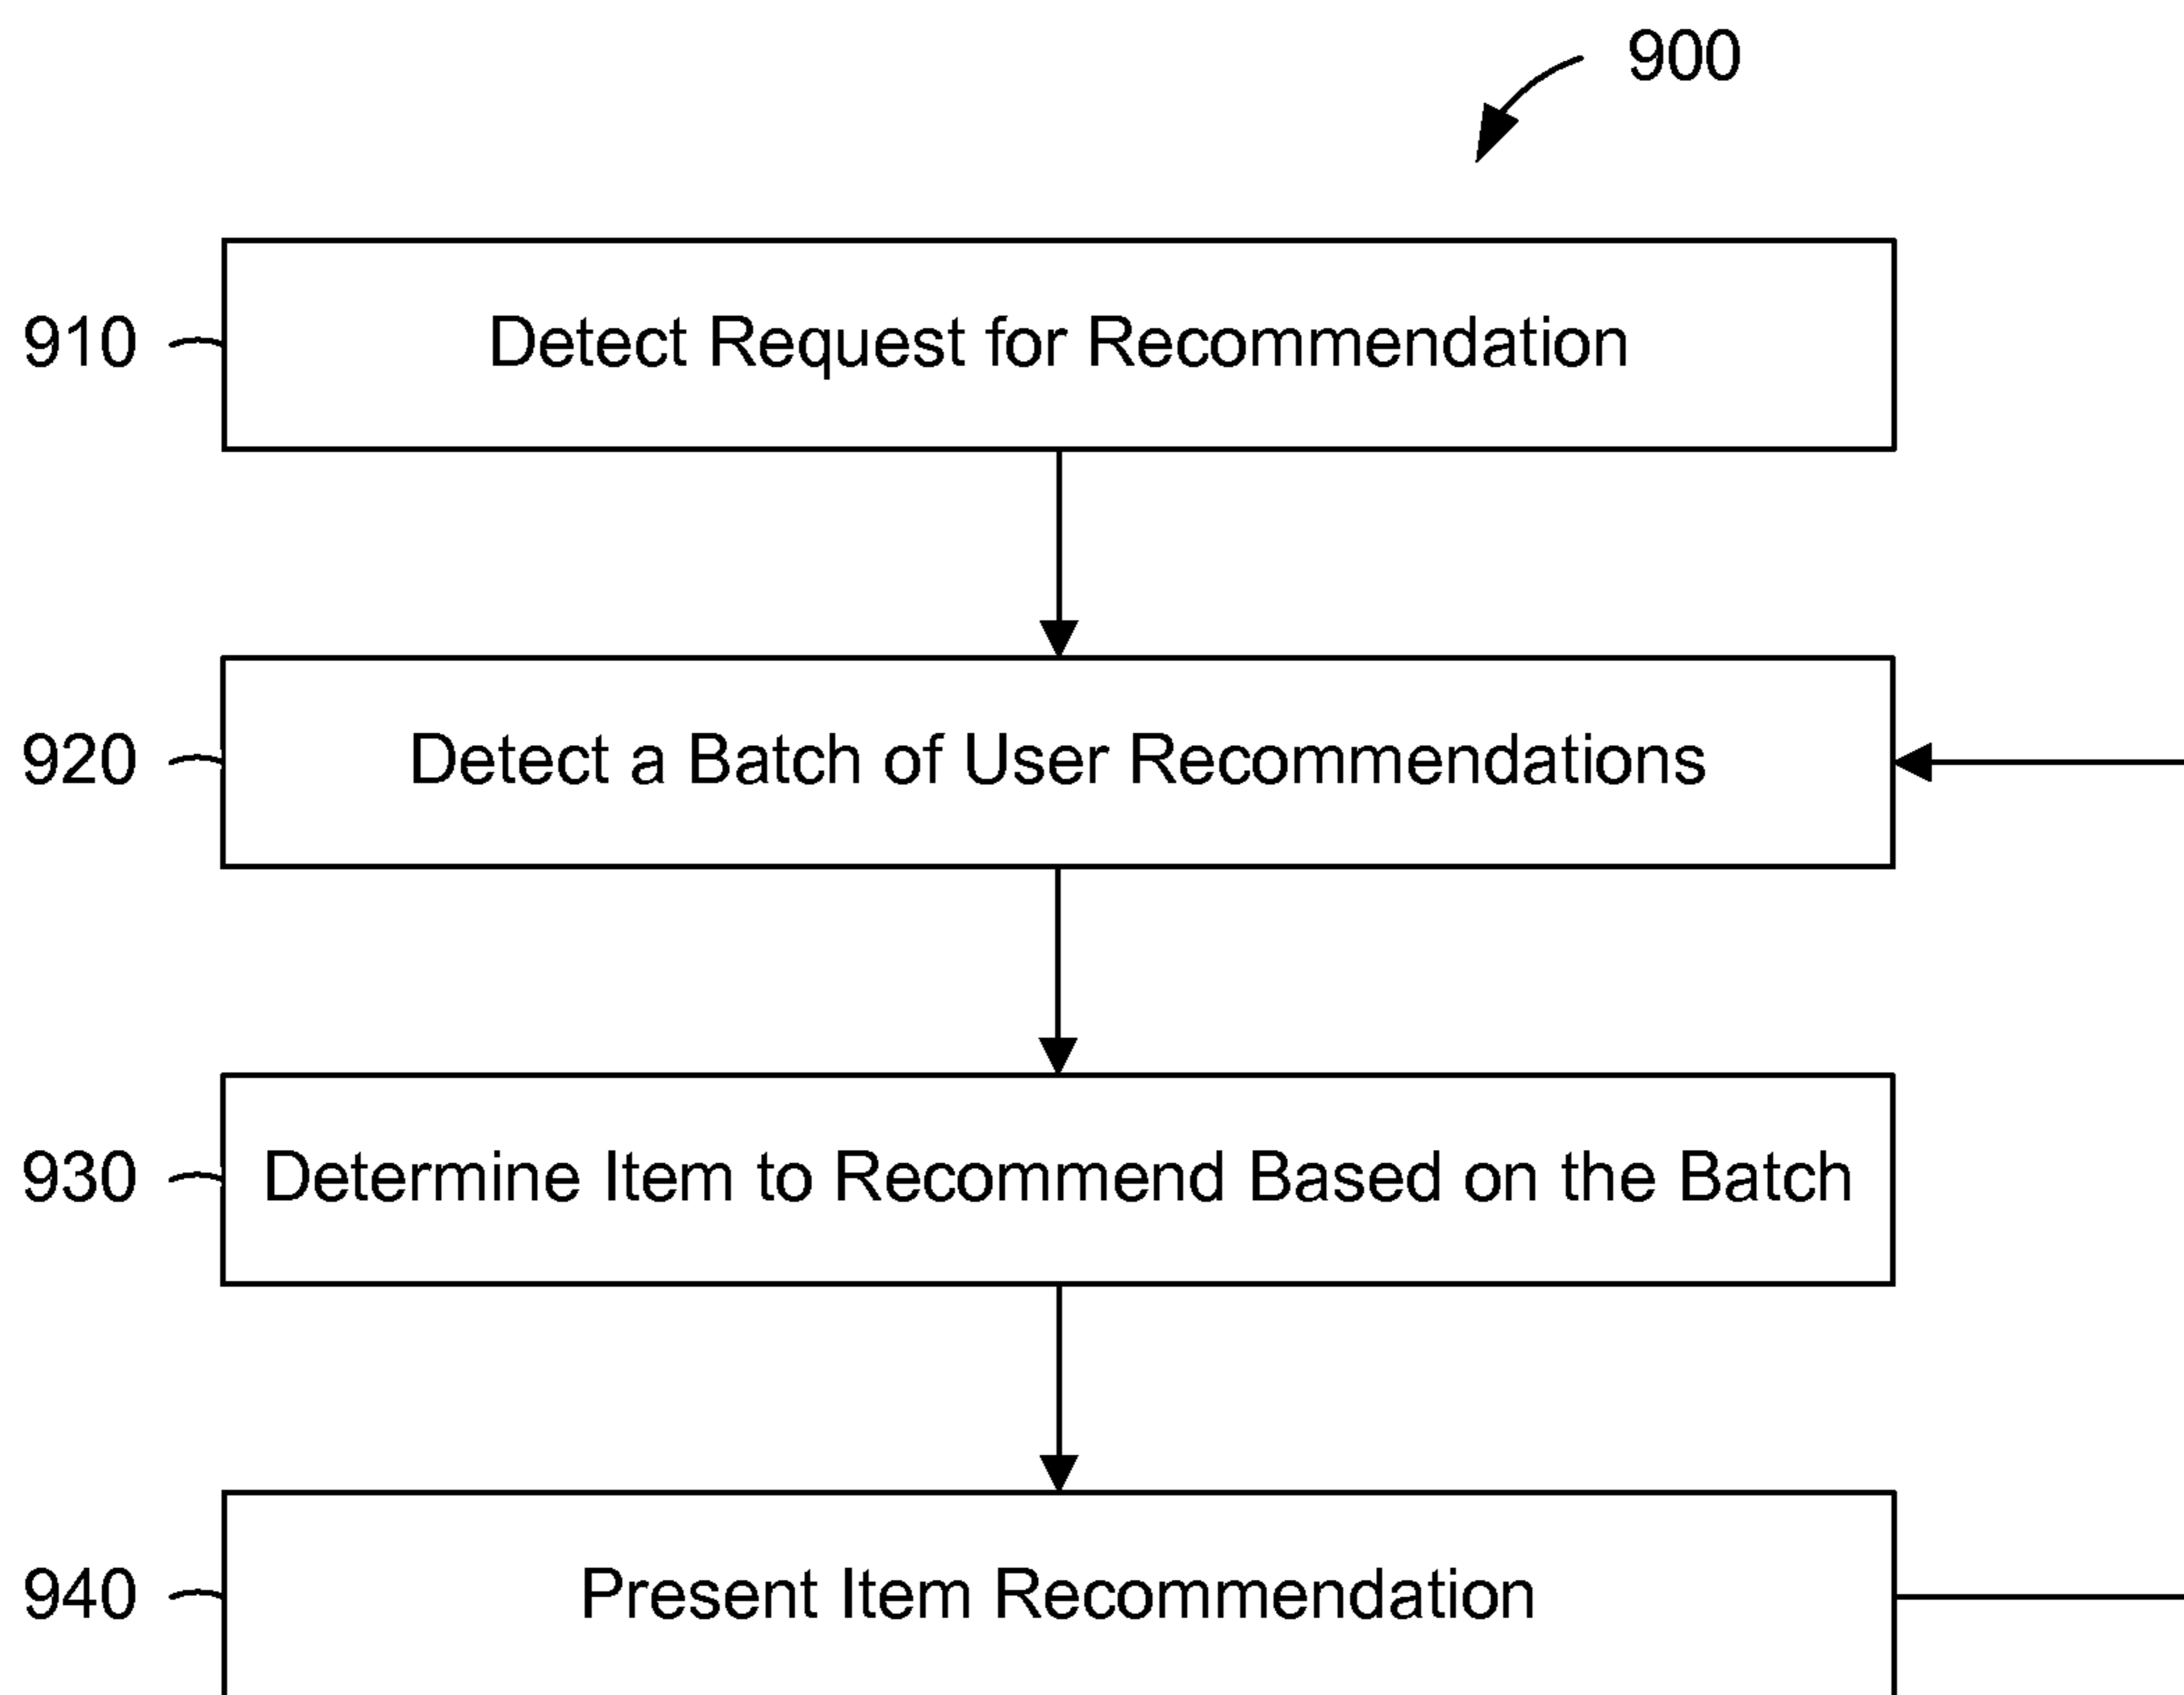 900
910 Detect Request for Recommendation
920 Detect a Batch of User Recommendations
930 Determine Item to Recommend Based on the Batch
940 Present Item Recommendation